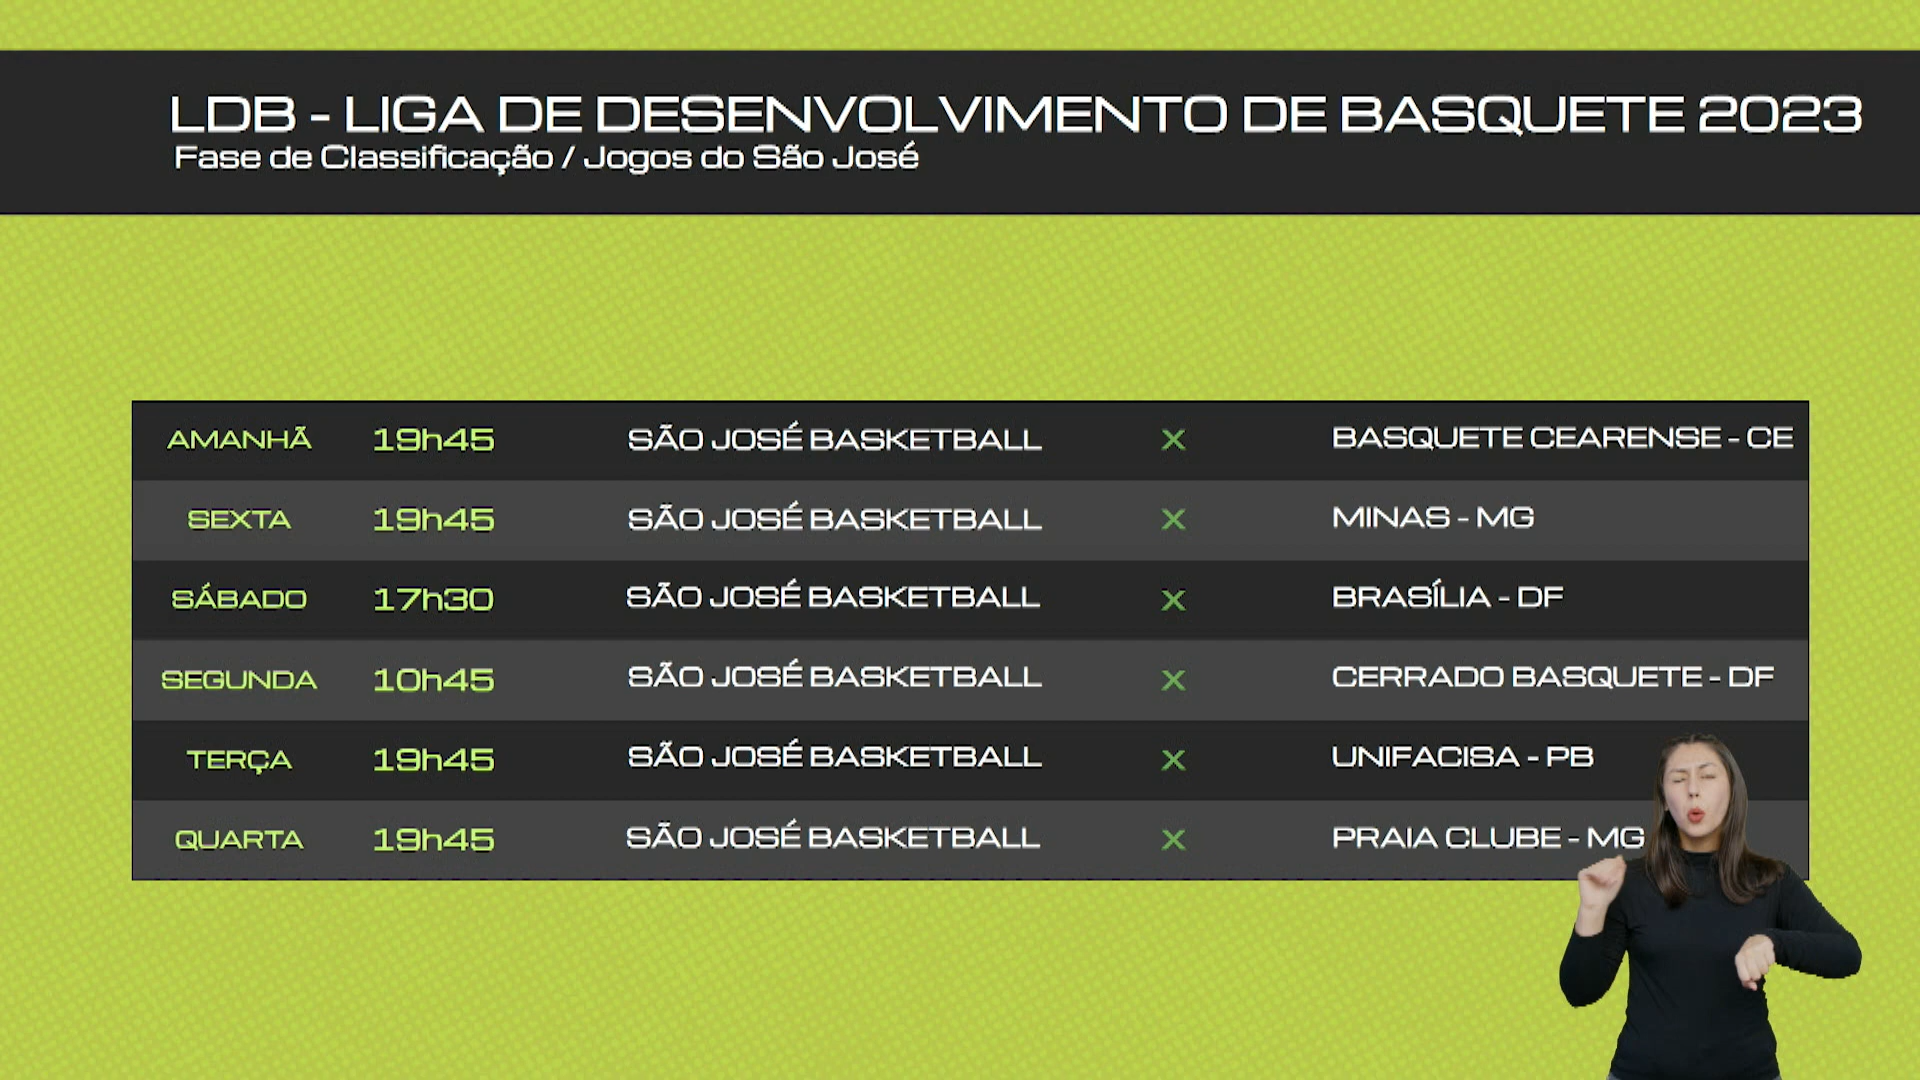 LDB - LIGA DE DESENVOLVIMENTO DE BASQUETE 2023
Fase de Classificação / Jogos do São José
AMANHÃ 19h45 SÃO JOSÉ BASKETBALL X BASQUETE CEARENSE - CE
SEXTA 19h45 SÃO JOSÉ BASKETBALL X MINAS - MG
SÁBADO 17h30 SÃO JOSÉ BASKETBALL X BRASÍLIA - DF
SEGUNDA 10h45 SÃO JOSÉ BASKETBALL X CERRADO BASQUETE - DF
TERÇA 19h45 SÃO JOSÉ BASKETBALL X UNIFACISA - PB
QUARTA 19h45 SÃO JOSÉ BASKETBALL X PRAIA CLUBE - MG